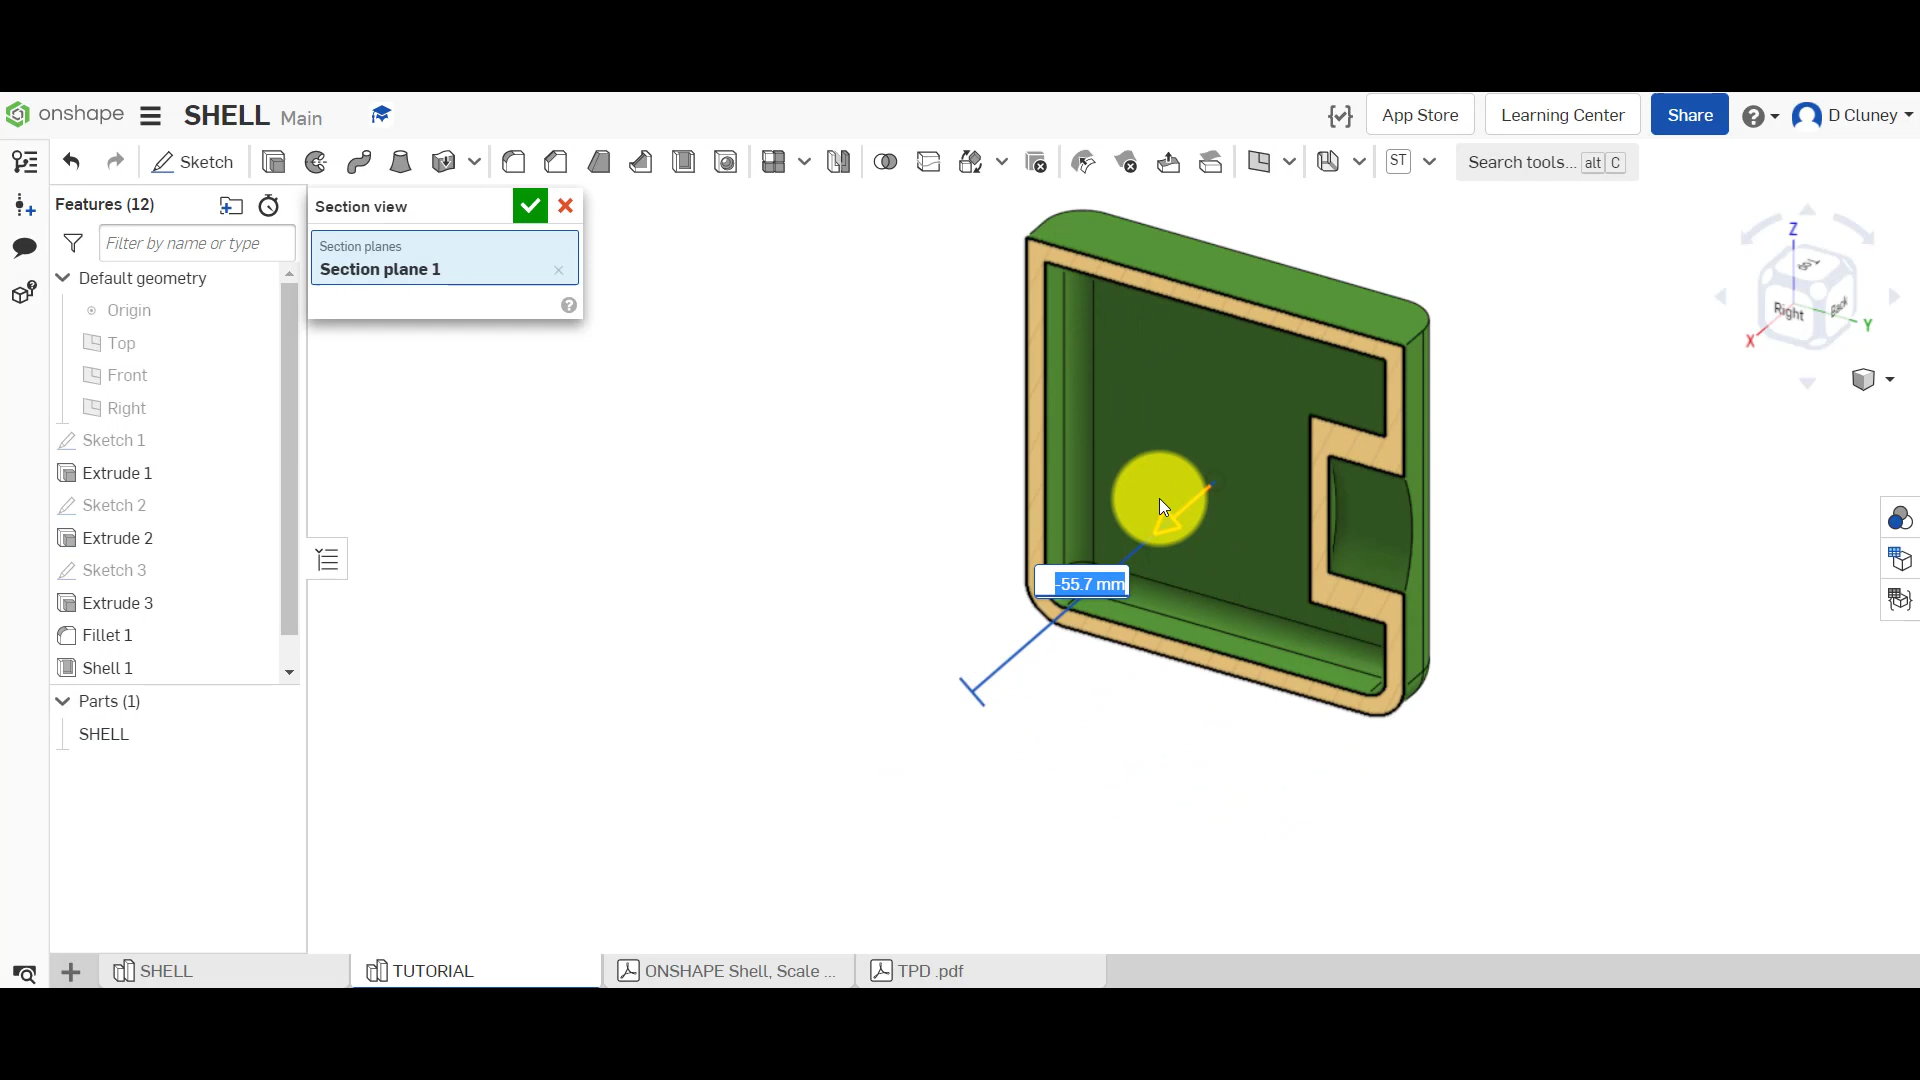 onshape
SHELL Main
App Store
Learning Center
Share
D Cluney
Sketch
ST
Search tools... alt C
Features (12)
Filter by name or type
Default geometry
Origin
Top
Front
Right
Sketch 1
Extrude 1
Sketch 2
Extrude 2
Sketch 3
Extrude 3
Fillet 1
Shell 1
Parts (1)
SHELL
Section view
Section planes
Section plane 1
-55.7 mm
Z
Top
Right
Back
X
Y
SHELL
TUTORIAL
ONSHAPE Shell, Scale ...
TPD .pdf